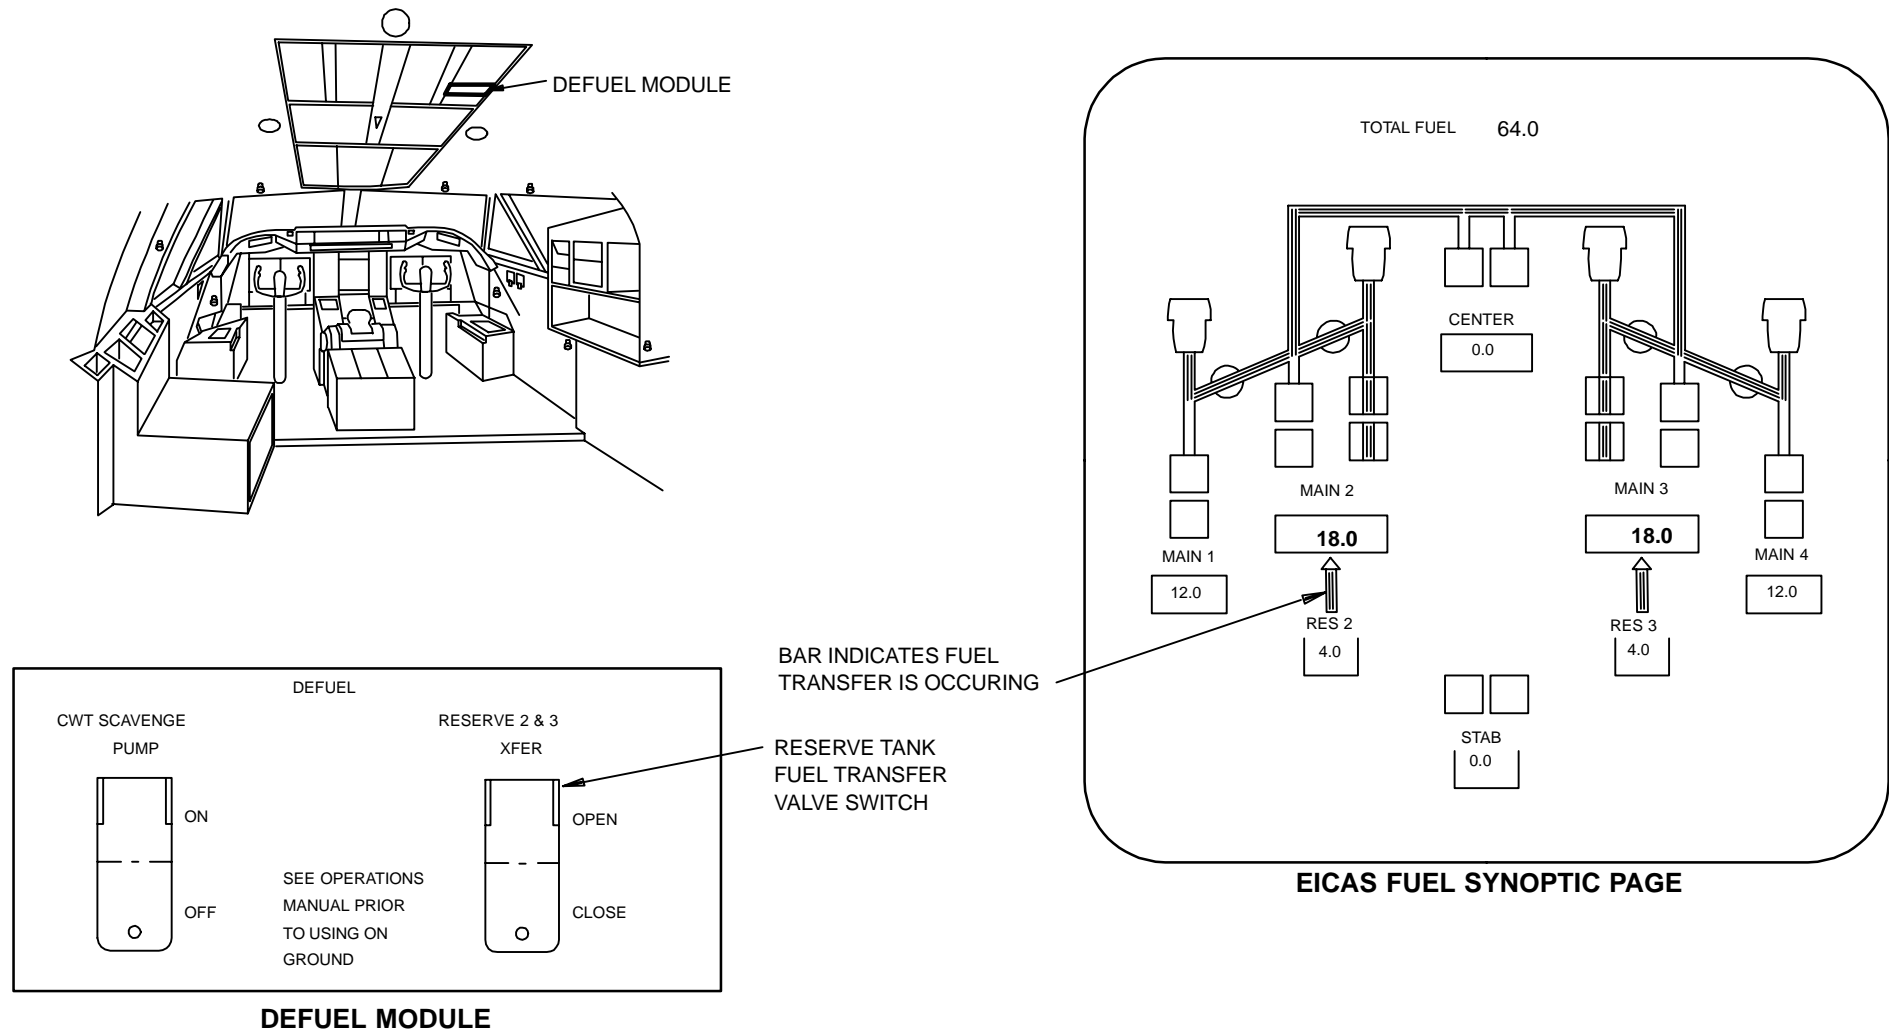 DEFUEL MODULE
TOTAL FUEL 64.0
CENTER
0.0
MAIN 2
MAIN 3
18.0
18.0
MAIN 1
MAIN 4
12.0
12.0
RES 2
RES 3
4.0
4.0
STAB
0.0
BAR INDICATES FUEL
TRANSFER IS OCCURING
RESERVE TANK
FUEL TRANSFER
VALVE SWITCH
EICAS FUEL SYNOPTIC PAGE
DEFUEL
CWT SCAVENGE
PUMP
RESERVE 2 & 3
XFER
ON
OFF
OPEN
CLOSE
SEE OPERATIONS
MANUAL PRIOR
TO USING ON
GROUND
DEFUEL MODULE